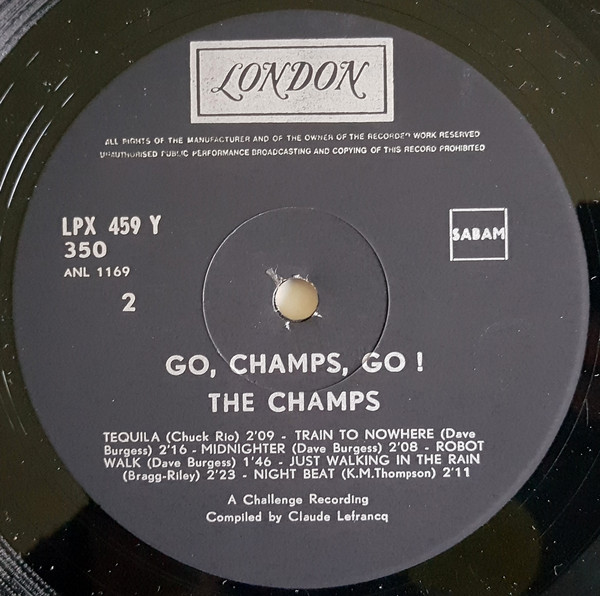 LONDON
ALL RIGHTS OF THE MANUFACTURER AND OF THE OWNER OF THE RECORDED WORK RESERVED
UNAUTHORISED PUBLIC PERFORMANCE BROADCASTING AND COPYING OF THIS RECORD PROHIBITED
LPX 459 Y
350
ANL 1169
2
SABAM
GO, CHAMPS, GO !
THE CHAMPS
TEQUILA (Chuck Rio) 2'09 - TRAIN TO NOWHERE (Dave
Burgess) 2'16 - MIDNIGHTER (Dave Burgess) 2'08 - ROBOT
WALK (Dave Burgess) 1'46 - JUST WALKING IN THE RAIN
(Bragg-Riley) 2'23 - NIGHT BEAT (K.M.Thompson) 2'11
A Challenge Recording
Compiled by Claude Lefrancq